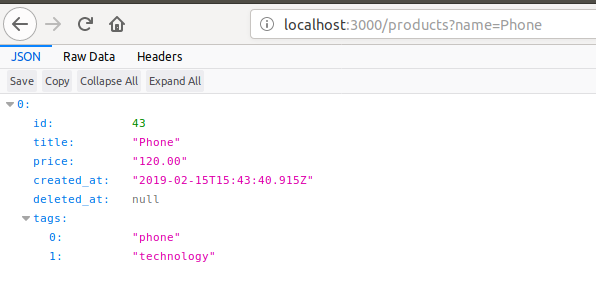 localhost:3000/products?name=Phone
JSON Raw Data Headers
Save Copy Collapse All Expand All
0:
id: 43
title: "Phone"
price: "120.00"
created_at: "2019-02-15T15:43:40.915Z"
deleted_at: null
tags:
0: "phone"
1: "technology"